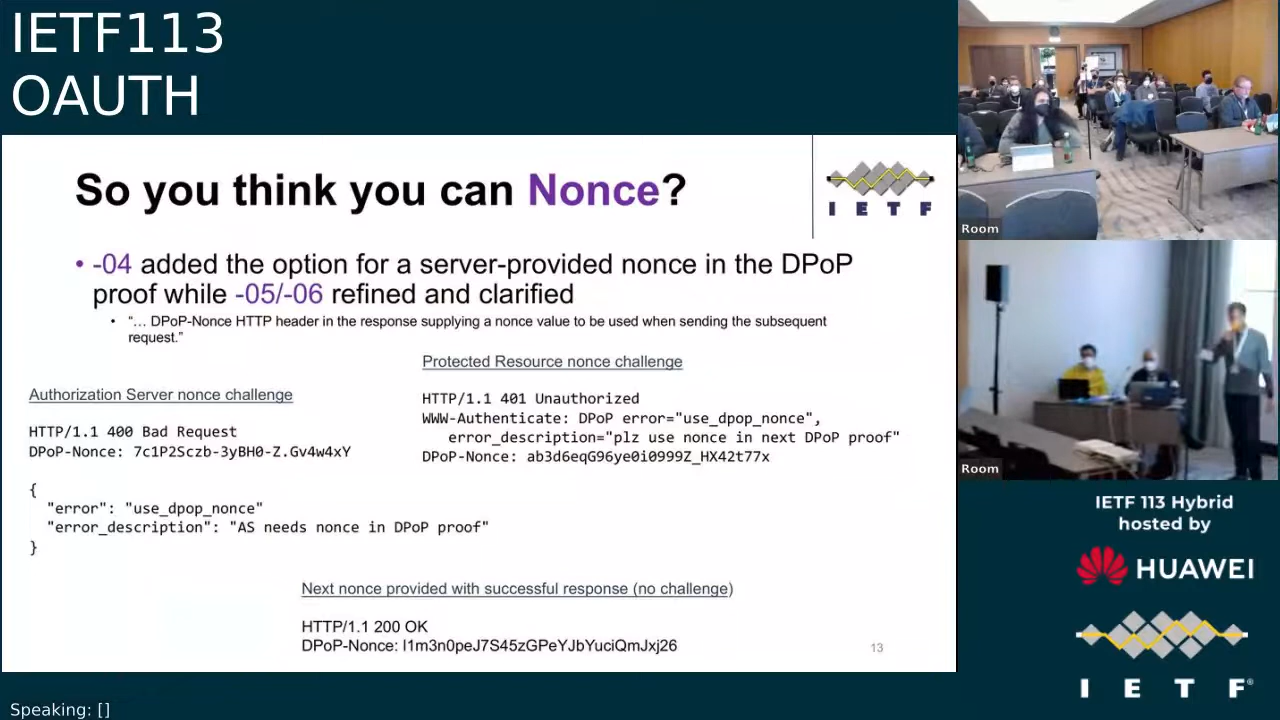 IETF113
OAUTH
So you think you can Nonce?
I E T F
• -04 added the option for a server-provided nonce in the DPoP
proof while -05/-06 refined and clarified
• “… DPoP-Nonce HTTP header in the response supplying a nonce value to be used when sending the subsequent
request.”
Protected Resource nonce challenge
HTTP/1.1 401 Unauthorized
WWW-Authenticate: DPoP error="use_dpop_nonce",
error_description="plz use nonce in next DPoP proof"
DPoP-Nonce: ab3d6eqG96ye0i0999Z_HX42t77x
Authorization Server nonce challenge
HTTP/1.1 400 Bad Request
DPoP-Nonce: 7c1P2Sczb-3yBH0-Z.Gv4w4xY
{
"error": "use_dpop_nonce"
"error_description": "AS needs nonce in DPoP proof"
}
Next nonce provided with successful response (no challenge)
HTTP/1.1 200 OK
DPoP-Nonce: l1m3n0peJ7S45zGPeYJbYuciQmJxj26
13
Room
Room
IETF 113 Hybrid
hosted by
HUAWEI
I E T F®
Speaking: []